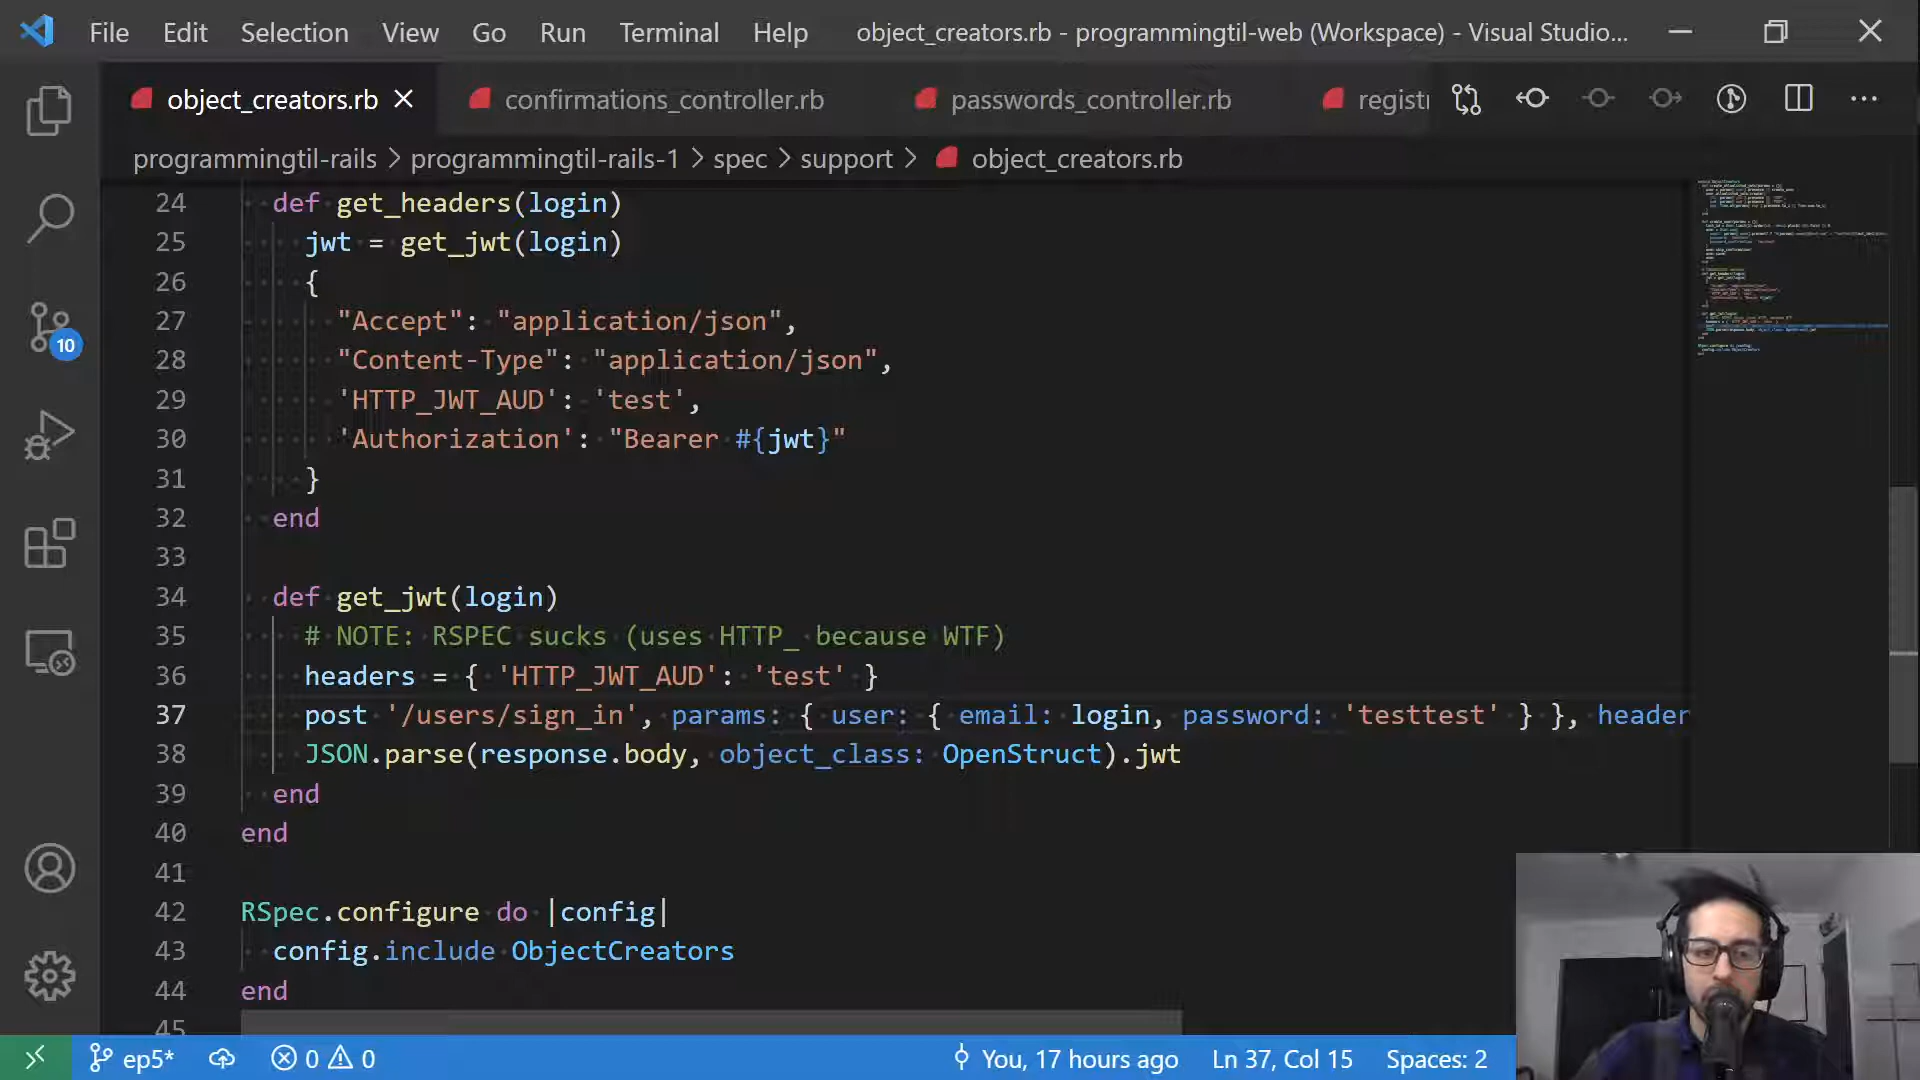 File Edit Selection View Go Run Terminal Help object_creators.rb - programmingtil-web (Workspace) - Visual Studio...
object_creators.rb confirmations_controller.rb passwords_controller.rb registr
programmingtil-rails > programmingtil-rails-1 > spec > support > object_creators.rb
24 def get_headers(login)
25 jwt = get_jwt(login)
26 {
27 "Accept": "application/json",
28 "Content-Type": "application/json",
29 'HTTP_JWT_AUD': 'test',
30 'Authorization': "Bearer #{jwt}"
31 }
32 end
33
34 def get_jwt(login)
35 # NOTE: RSPEC sucks (uses HTTP_ because WTF)
36 headers = { 'HTTP_JWT_AUD': 'test' }
37 post '/users/sign_in', params: { user: { email: login, password: 'testtest' } }, header
38 JSON.parse(response.body, object_class: OpenStruct).jwt
39 end
40 end
41
42 RSpec.configure do |config|
43 config.include ObjectCreators
44 end
45
10
ep5* 0 0 You, 17 hours ago Ln 37, Col 15 Spaces: 2